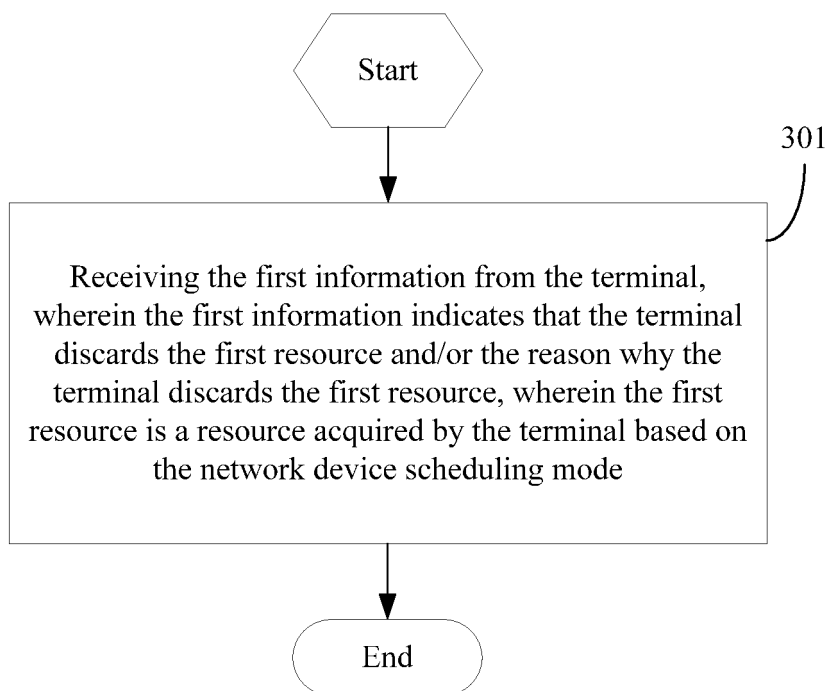 Start
301
Receiving the first information from the terminal,
wherein the first information indicates that the terminal
discards the first resource and/or the reason why the
terminal discards the first resource, wherein the first
resource is a resource acquired by the terminal based on
the network device scheduling mode
End